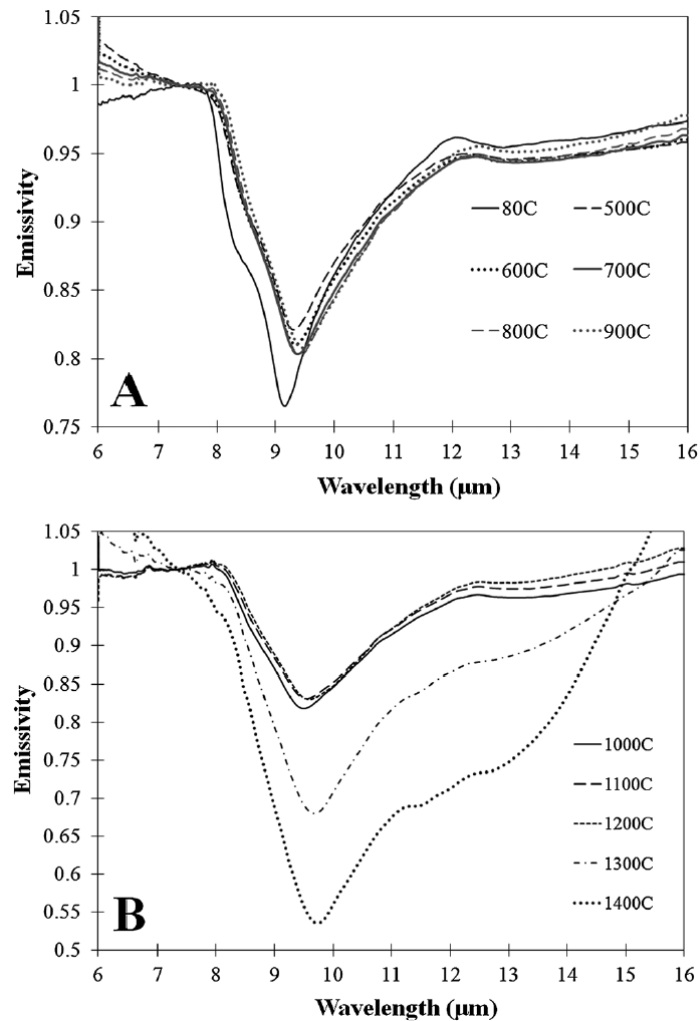 1.05
1
0.95
0.9
0.85
0.8
0.75
Emissivity
80C 500C
600C 700C
800C 900C
A
6 7 8 9 10 11 12 13 14 15 16
Wavelength (µm)
1.05
1
0.95
0.9
0.85
0.8
0.75
0.7
0.65
0.6
0.55
0.5
Emissivity
1000C
1100C
1200C
1300C
1400C
B
6 7 8 9 10 11 12 13 14 15 16
Wavelength (µm)